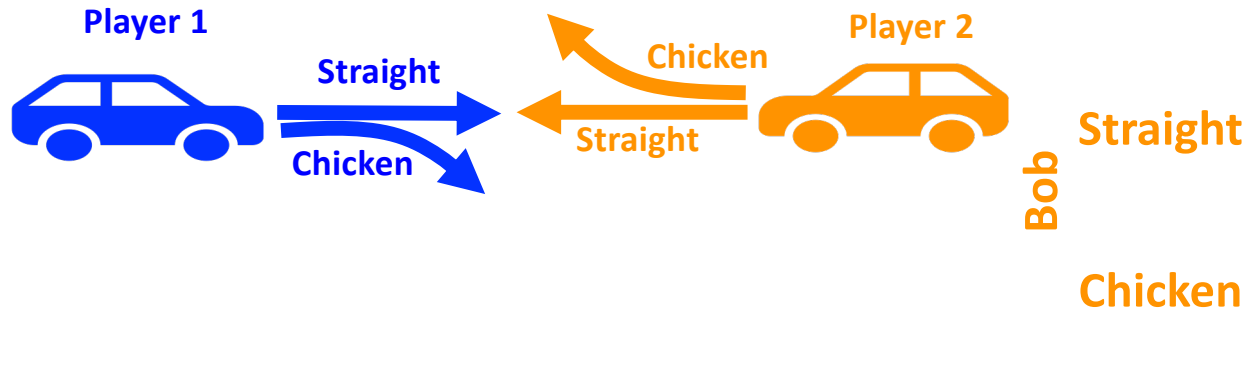 Player 1
Player 2
Straight
Chicken
Straight
Chicken
Straight
Bob
Chicken